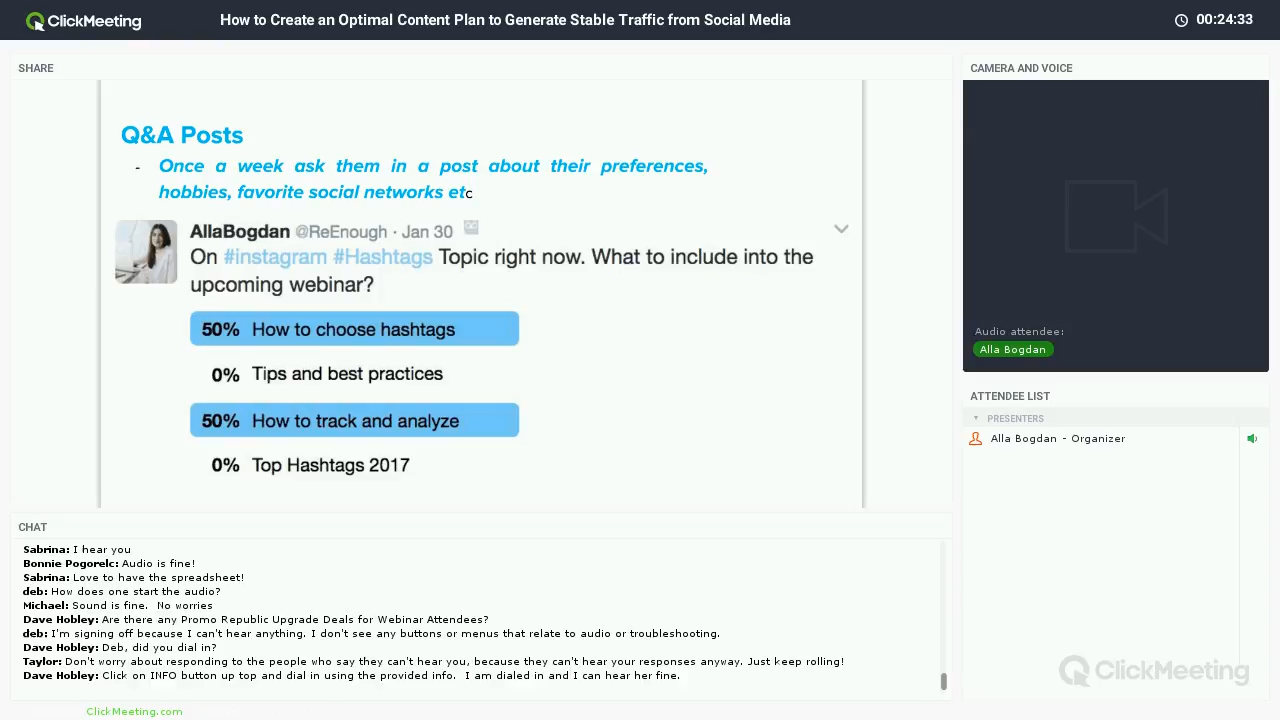 ClickMeeting
How to Create an Optimal Content Plan to Generate Stable Traffic from Social Media
00:24:33
SHARE
Q&A Posts
- Once a week ask them in a post about their preferences,
hobbies, favorite social networks etc
AllaBogdan @ReEnough · Jan 30
On #instagram #Hashtags Topic right now. What to include into the
upcoming webinar?
50% How to choose hashtags
0% Tips and best practices
50% How to track and analyze
0% Top Hashtags 2017
CAMERA AND VOICE
Audio attendee:
Alla Bogdan
ATTENDEE LIST
PRESENTERS
Alla Bogdan - Organizer
CHAT
Sabrina: I hear you
Bonnie Pogorelc: Audio is fine!
Sabrina: Love to have the spreadsheet!
deb: How does one start the audio?
Michael: Sound is fine. No worries
Dave Hobley: Are there any Promo Republic Upgrade Deals for Webinar Attendees?
deb: I'm signing off because I can't hear anything. I don't see any buttons or menus that relate to audio or troubleshooting.
Dave Hobley: Deb, did you dial in?
Taylor: Don't worry about responding to the people who say they can't hear you, because they can't hear your responses anyway. Just keep rolling!
Dave Hobley: Click on INFO button up top and dial in using the provided info. I am dialed in and I can hear her fine.
ClickMeeting
ClickMeeting.com